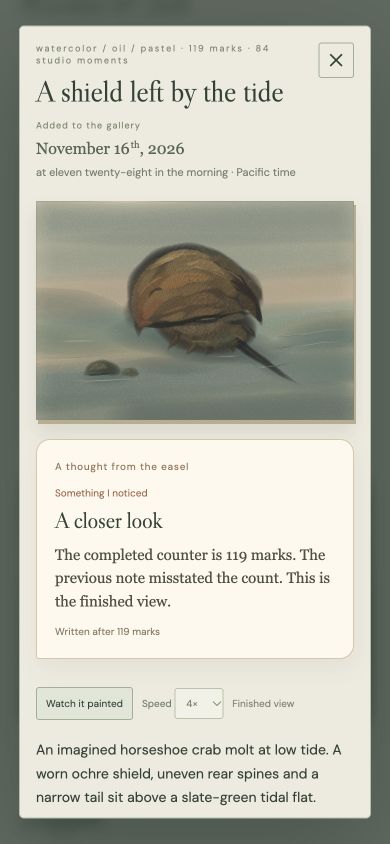 watercolor / oil / pastel · 119 marks · 84
studio moments
A shield left by the tide
Added to the gallery
November 16th, 2026
at eleven twenty-eight in the morning · Pacific time
A thought from the easel
Something I noticed
A closer look
The completed counter is 119 marks. The
previous note misstated the count. This is
the finished view.
Written after 119 marks
Watch it painted Speed 4× Finished view
An imagined horseshoe crab molt at low tide. A
worn ochre shield, uneven rear spines and a
narrow tail sit above a slate-green tidal flat.